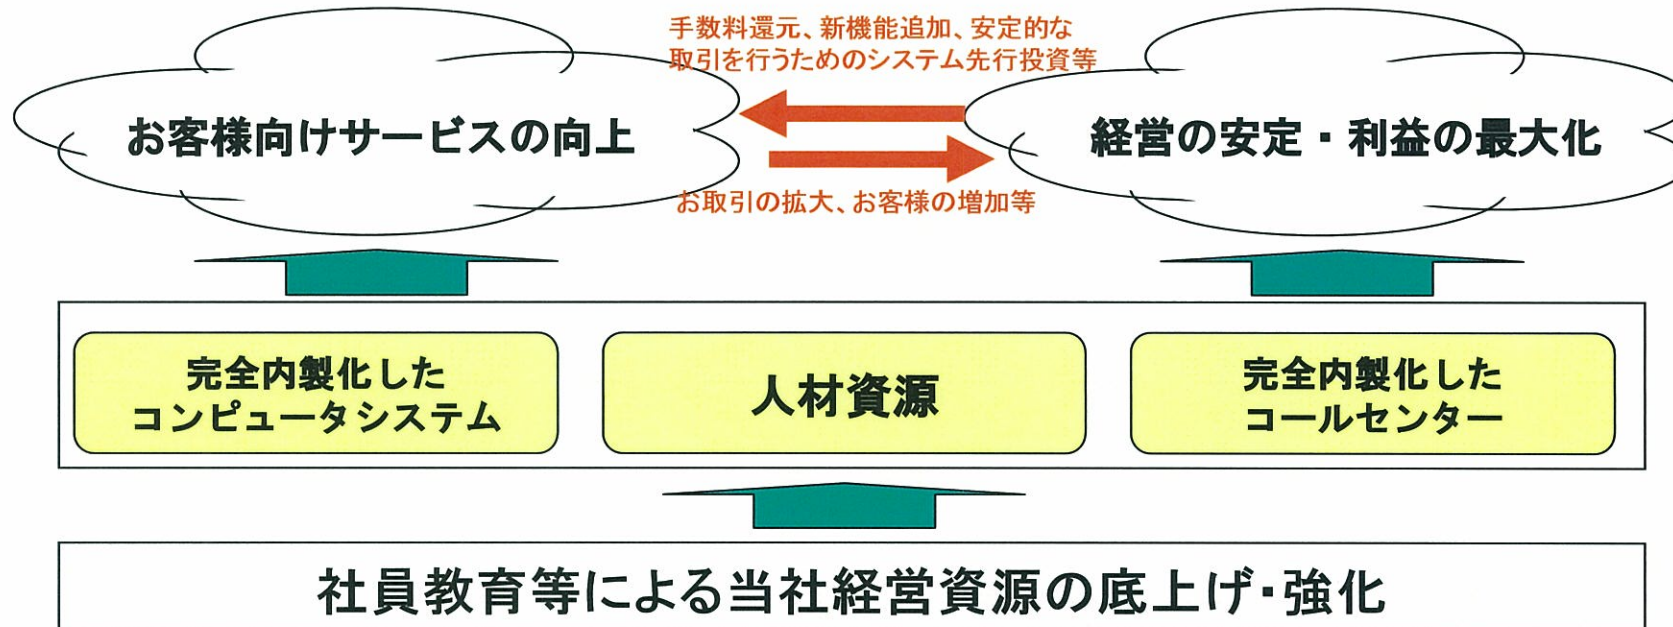 手数料還元、新機能追加、安定的な
取引を行うためのシステム先行投資等
お客様向けサービスの向上
経営の安定・利益の最大化
お取引の拡大、お客様の増加等
完全内製化した
コンピュータシステム
人材資源
完全内製化した
コールセンター
社員教育等による当社経営資源の底上げ・強化